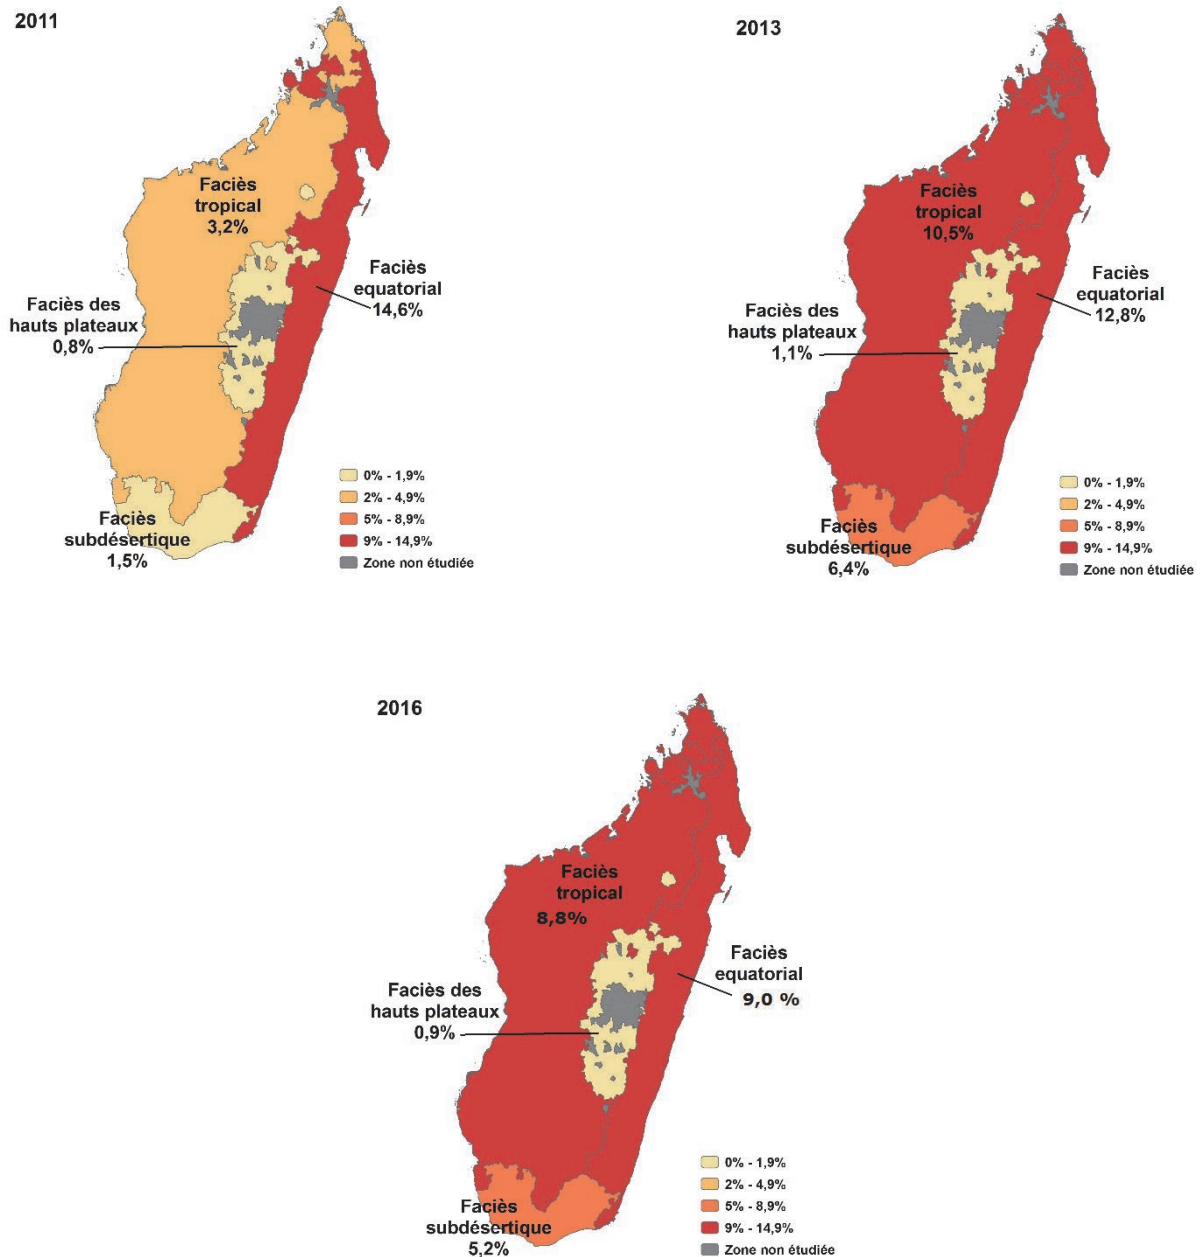 2011
Faciès
tropical
3,2%
Faciès
equatorial
14,6%
Faciès des
hauts plateaux
0,8%
Faciès
subdésertique
1,5%
0% - 1,9%
2% - 4,9%
5% - 8,9%
9% - 14,9%
Zone non étudiée
2013
Faciès
tropical
10,5%
Faciès
equatorial
12,8%
Faciès des
hauts plateaux
1,1%
Faciès
subdésertique
6,4%
0% - 1,9%
2% - 4,9%
5% - 8,9%
9% - 14,9%
Zone non étudiée
2016
Faciès
tropical
8,8%
Faciès
equatorial
9,0 %
Faciès des
hauts plateaux
0,9%
Faciès
subdésertique
5,2%
0% - 1,9%
2% - 4,9%
5% - 8,9%
9% - 14,9%
Zone non étudiée